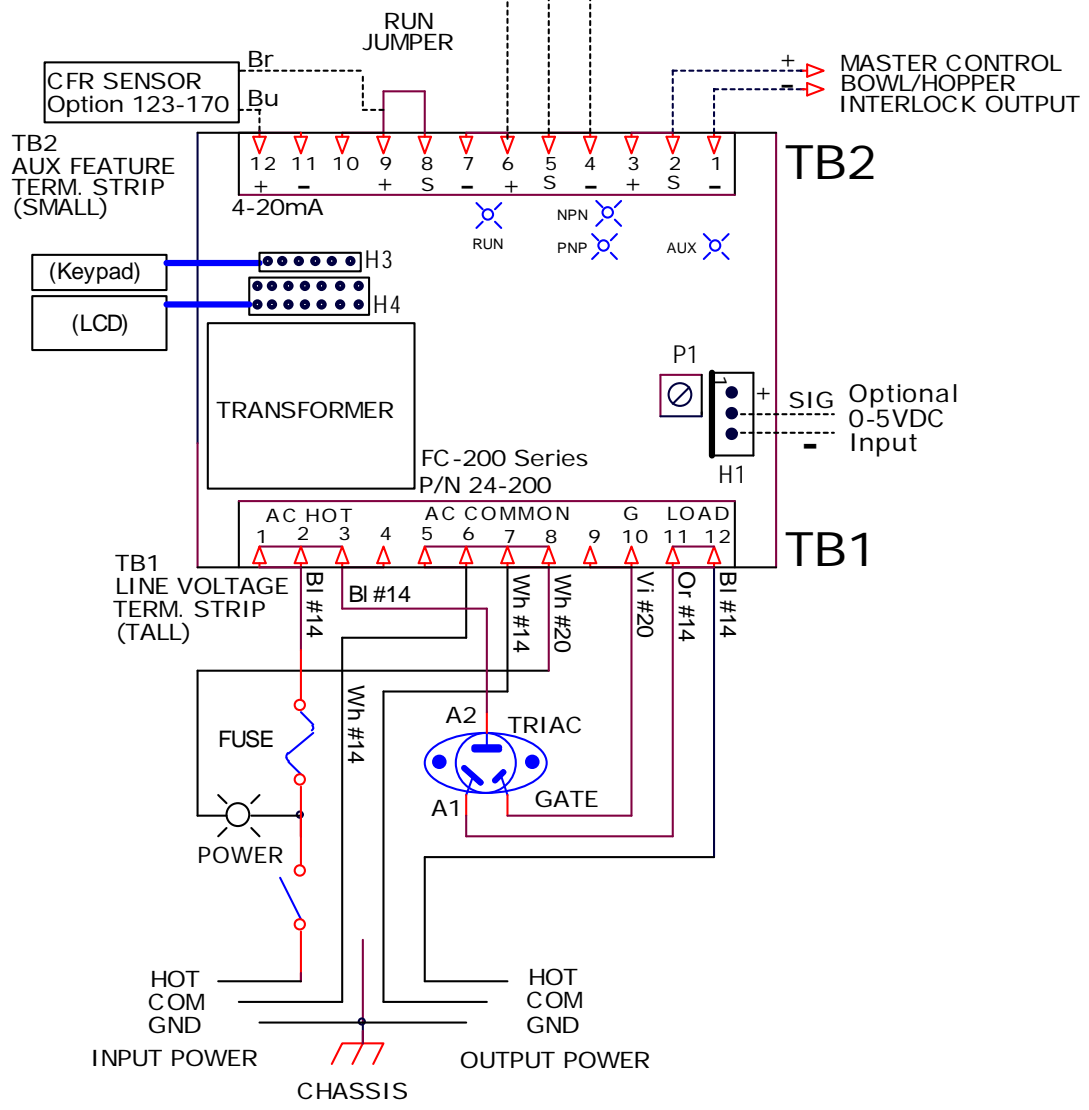 RUN
JUMPER
Br
CFR SENSOR
Option 123-170
Bu
+ MASTER CONTROL
- BOWL/HOPPER
INTERLOCK OUTPUT
TB2
AUX FEATURE
TERM. STRIP
(SMALL)
12 11 10 9 8 7 6 5 4 3 2 1
+ - + S - + S - + S -
TB2
4-20mA
RUN
NPN
PNP
AUX
(Keypad)
H3
(LCD)
H4
TRANSFORMER
P1
1
+
SIG
-
Optional
0-5VDC
Input
H1
FC-200 Series
P/N 24-200
AC HOT AC COMMON G LOAD
1 2 3 4 5 6 7 8 9 10 11 12
TB1
TB1
LINE VOLTAGE
TERM. STRIP
(TALL)
Bl #14
Bl #14
Wh #14
Wh #14
Wh #20
Vi #20
Or #14
Bl #14
FUSE
A2
TRIAC
A1
GATE
POWER
HOT
COM
GND
INPUT POWER
HOT
COM
GND
OUTPUT POWER
CHASSIS